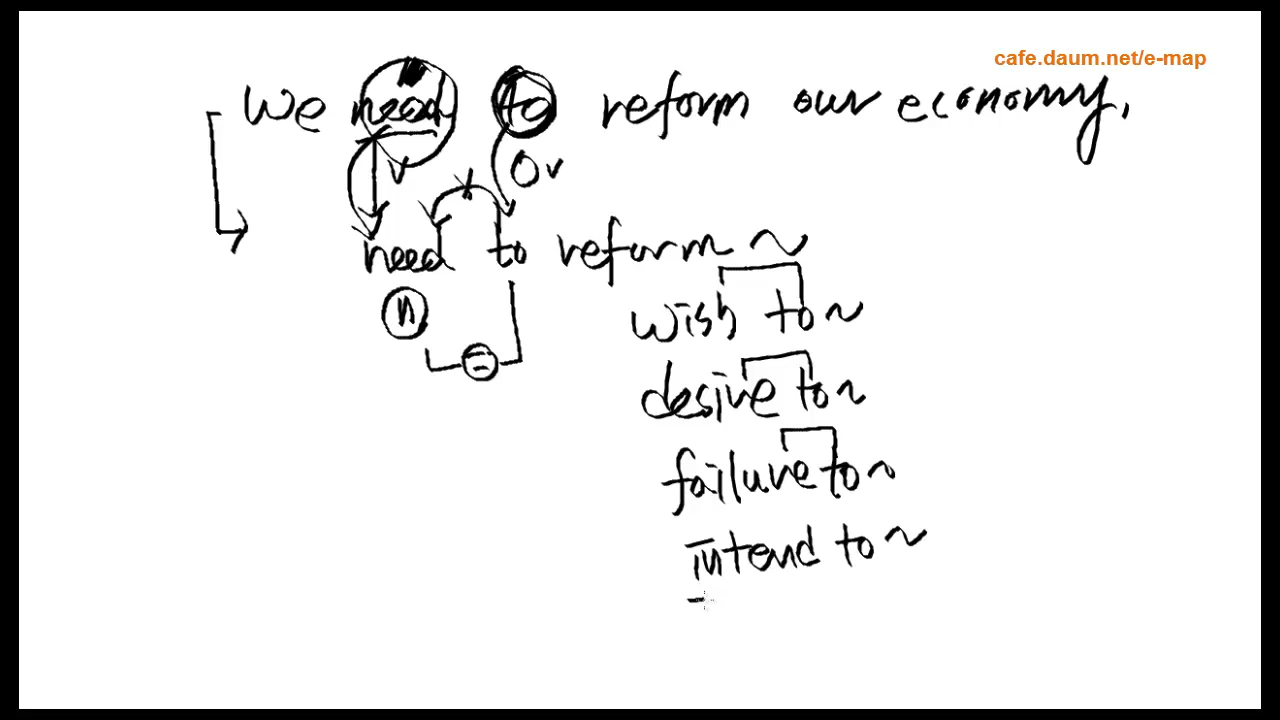 cafe.daum.net/e-map
We need to reform our economy.
V
Ov
need to reform ~
n
=
wish to ~
desire to ~
failure to ~
intend to ~